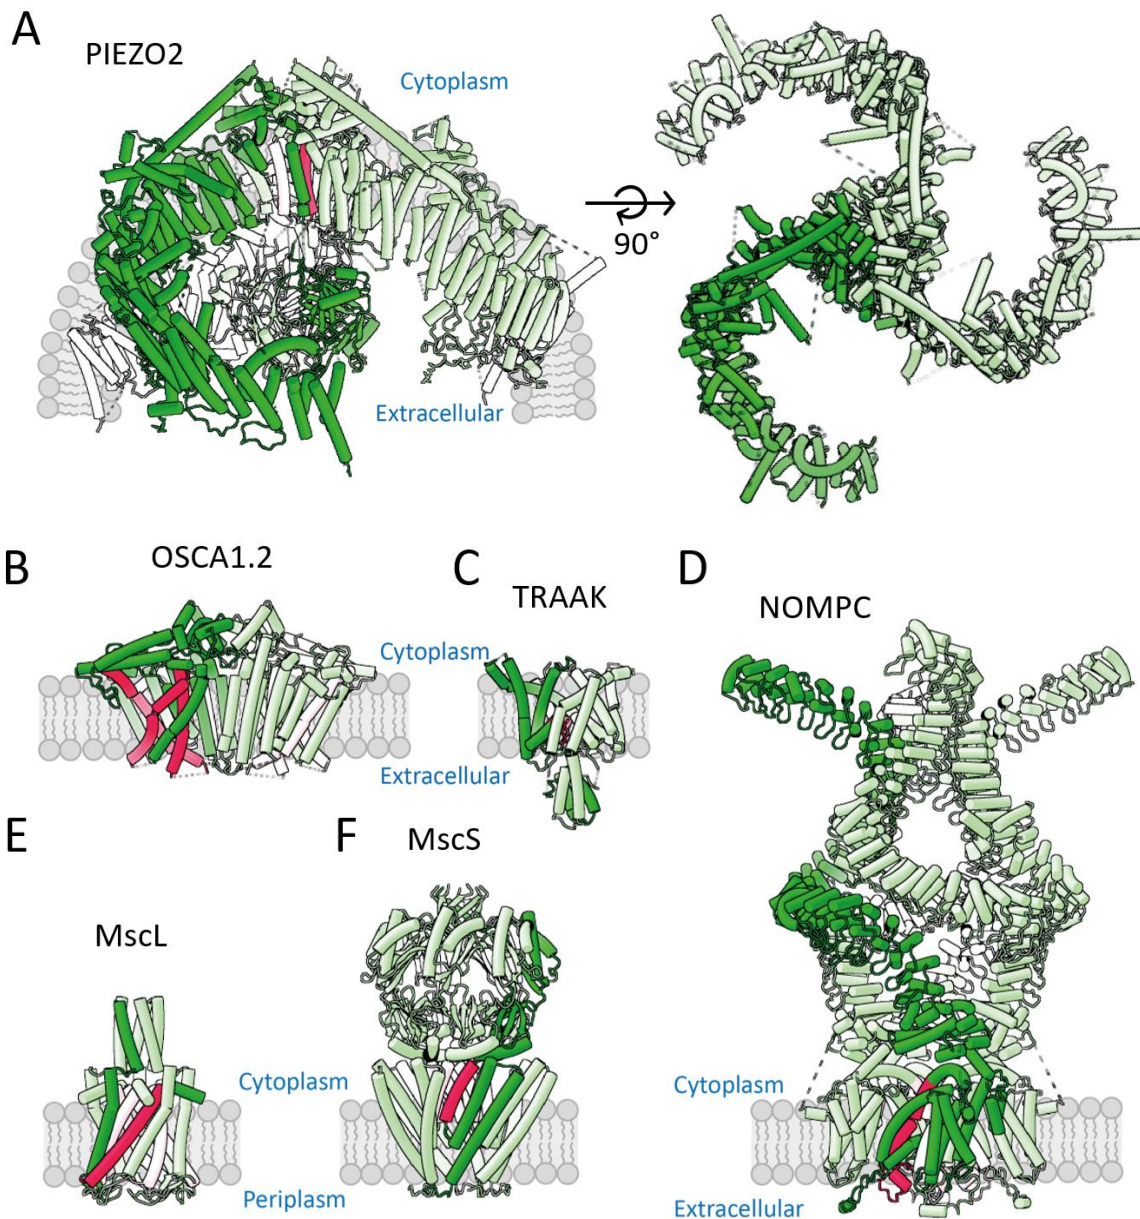 A
PIEZO2
Cytoplasm
90°
Extracellular
B
OSCA1.2
C
TRAAK
D
NOMPC
Cytoplasm
Extracellular
E
MscL
F
MscS
Cytoplasm
Periplasm
Cytoplasm
Extracellular